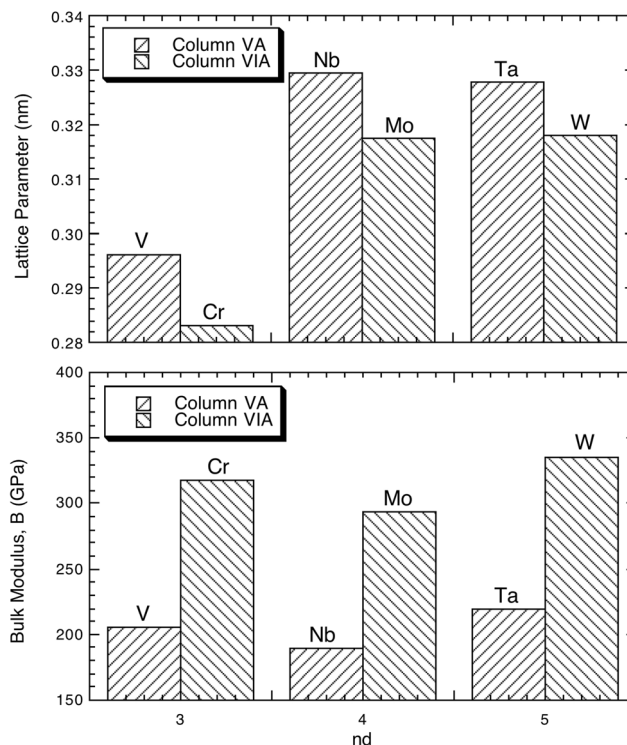 0.34
0.33
0.32
0.31
0.30
0.29
0.28
Lattice Parameter (nm)
Column VA
Column VIA
V
Cr
Nb
Mo
Ta
W
400
350
300
250
200
150
Bulk Modulus, B (GPa)
Column VA
Column VIA
V
Cr
Nb
Mo
Ta
W
3
4
5
nd